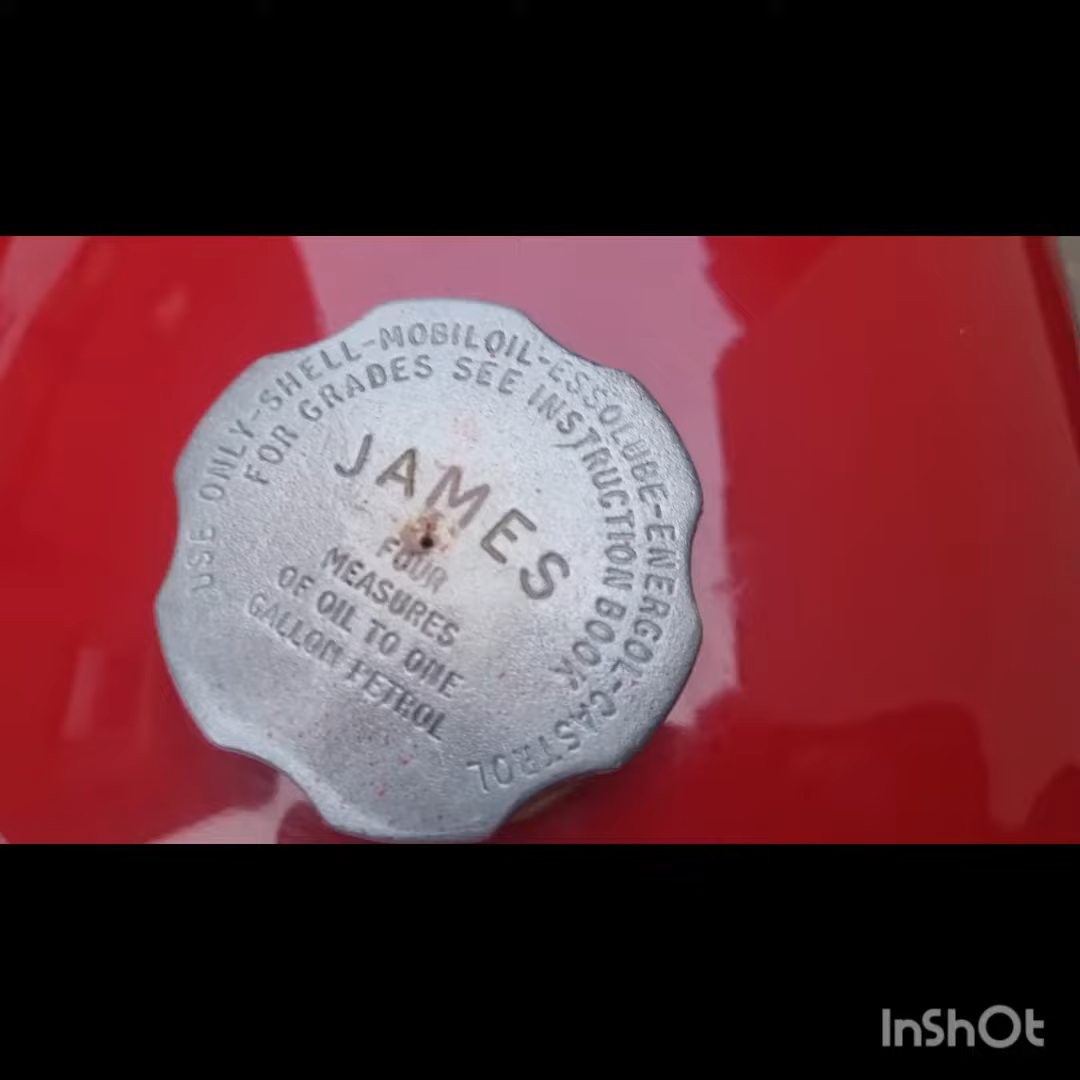 USE ONLY-SHELL-MOBILOIL-ESSOLUBE-ENERGOL-CASTROL
FOR GRADES SEE INSTRUCTION BOOK
JAMES
FOUR
MEASURES
OF OIL TO ONE
GALLON PETROL
InShOt